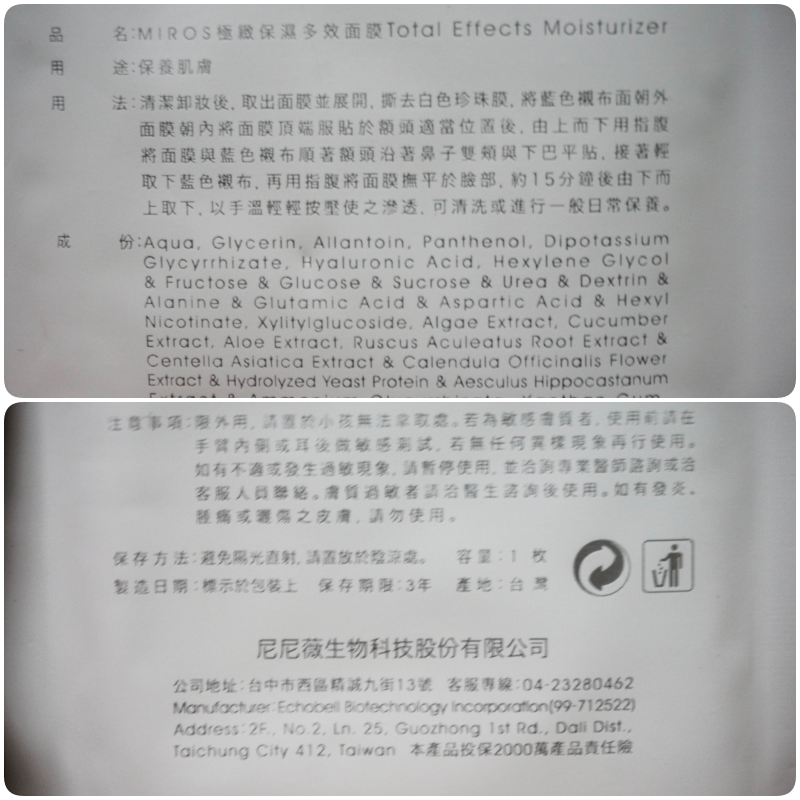 品 名:MIROS極緻保濕多效面膜Total Effects Moisturizer
用 途:保養肌膚
用 法:清潔卸妝後, 取出面膜並展開, 撕去白色珍珠膜, 將藍色襯布面朝外
面膜朝內將面膜頂端服貼於額頭適當位置後, 由上而下用指腹
將面膜與藍色襯布順著額頭沿著鼻子雙頰與下巴平貼, 接著輕
取下藍色襯布, 再用指腹將面膜撫平於臉部, 約15分鐘後由下而
上取下, 以手溫輕輕按壓使之滲透, 可清洗或進行一般日常保養。
成 份:Aqua, Glycerin, Allantoin, Panthenol, Dipotassium
Glycyrrhizate, Hyaluronic Acid, Hexylene Glycol
& Fructose & Glucose & Sucrose & Urea & Dextrin &
Alanine & Glutamic Acid & Aspartic Acid & Hexyl
Nicotinate, Xylitylglucoside, Algae Extract, Cucumber
Extract, Aloe Extract, Ruscus Aculeatus Root Extract &
Centella Asiatica Extract & Calendula Officinalis Flower
Extract & Hydrolyzed Yeast Protein & Aesculus Hippocastanum
注意事項:限外用, 請置於小孩無法拿取處。若為敏感膚質者, 使用前請在
手臂內側或耳後做敏感測試, 若無任何異樣現象再行使用。
如有不適或發生過敏現象, 請暫停使用, 並洽詢專業醫師諮詢或洽
客服人員聯絡。膚質過敏者請洽醫生諮詢後使用。如有發炎,
腫痛或曬傷之皮膚, 請勿使用。
保存方法:避免陽光直射, 請置放於陰涼處。 容量:1 枚
製造日期:標示於包裝上 保存期限:3年 產地:台灣
尼尼薇生物科技股份有限公司
公司地址:台中市西區精誠九街13號 客服專線:04-23280462
Manufacturer:Echobell Biotechnology Incorporation(99-712522)
Address:2F., No.2, Ln. 25, Guozhong 1st Rd., Dali Dist.,
Taichung City 412, Taiwan 本產品投保2000萬產品責任險